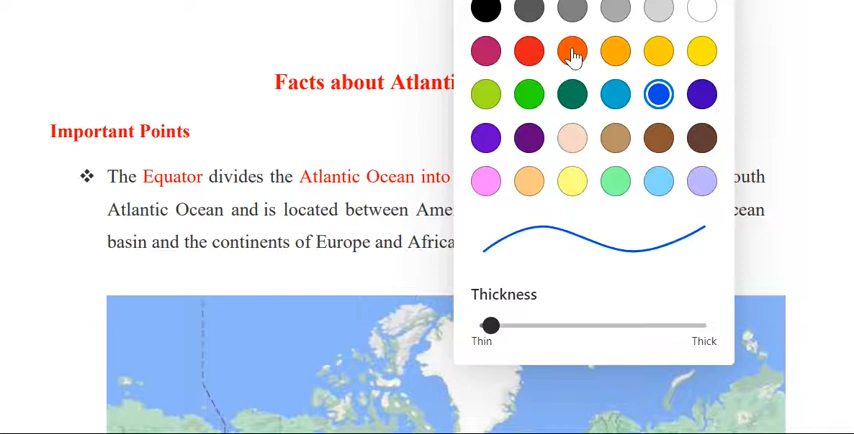 Facts about Atlanti
Important Points
❖ The Equator divides the Atlantic Ocean into outh
Atlantic Ocean and is located between Ame cean
basin and the continents of Europe and Africa
Thickness
Thin Thick